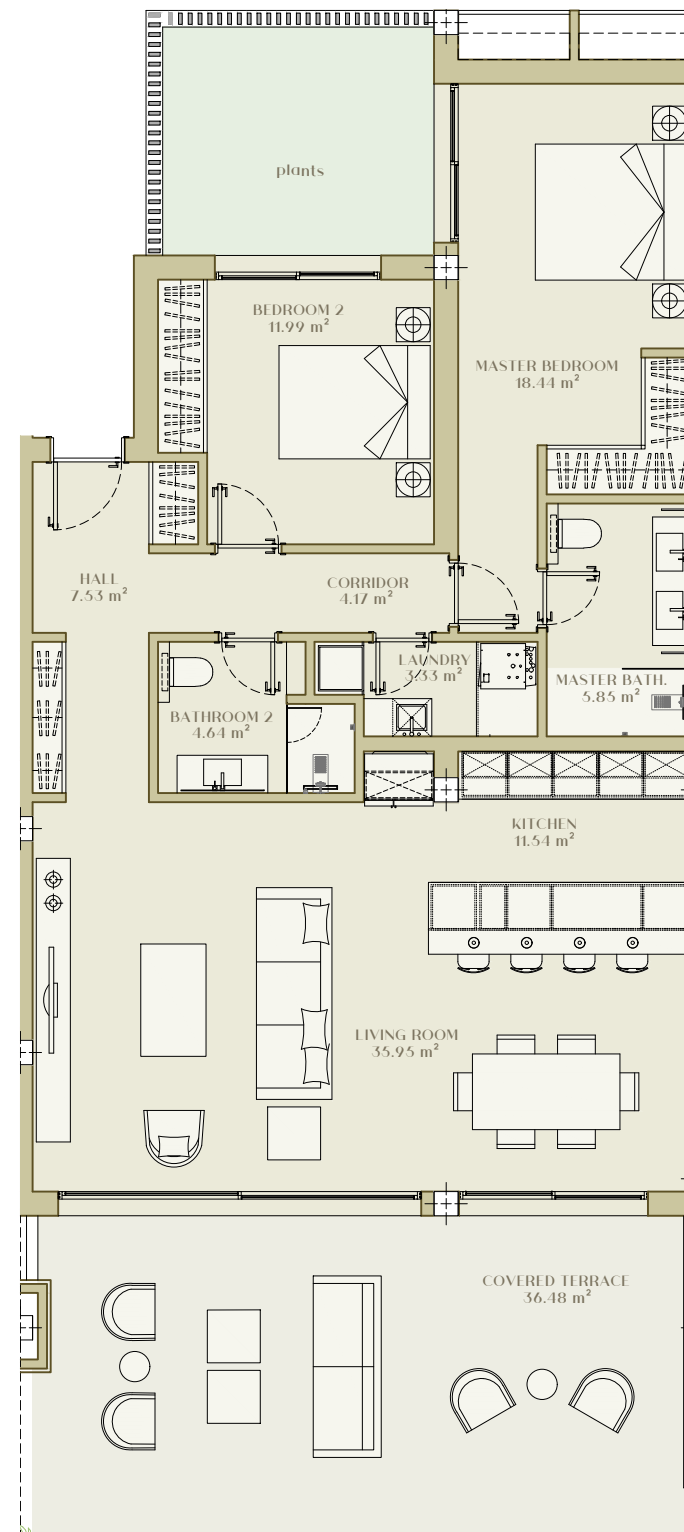 plants
BEDROOM 2
11.99 m²
MASTER BEDROOM
18.44 m²
HALL
7.53 m²
CORRIDOR
4.17 m²
LAUNDRY
3.33 m²
MASTER BATH.
5.85 m²
BATHROOM 2
4.64 m²
KITCHEN
11.54 m²
LIVING ROOM
35.95 m²
COVERED TERRACE
36.48 m²